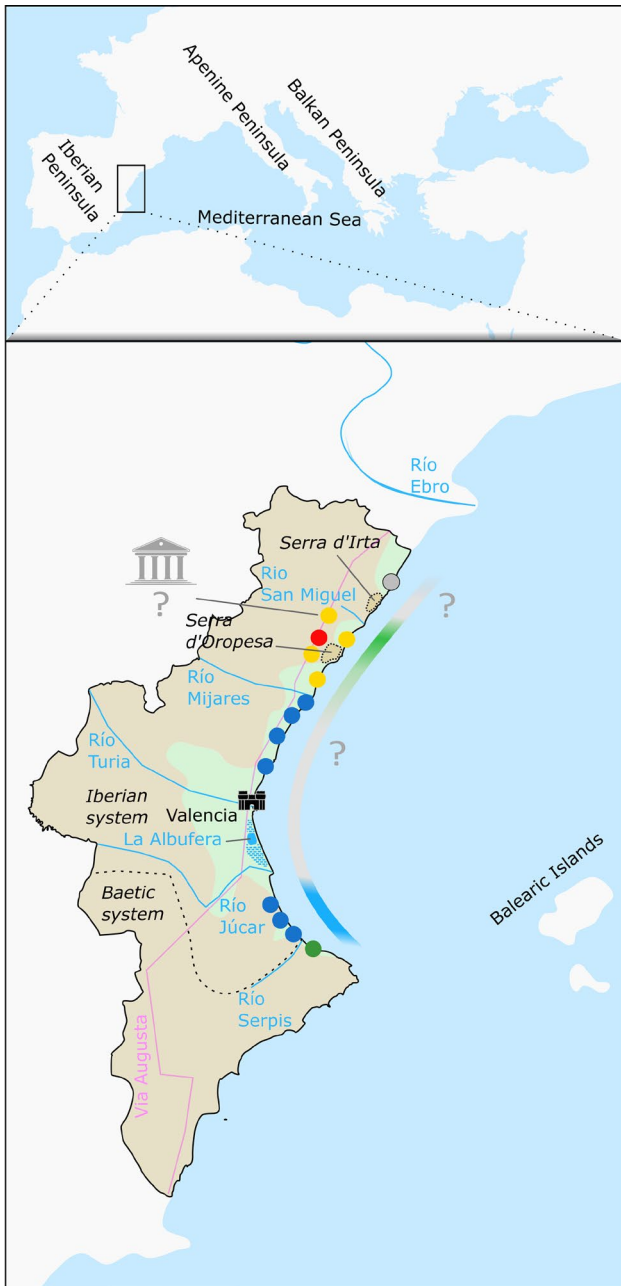 Apenine Peninsula
Balkan Peninsula
Iberian
Peninsula
Mediterranean Sea
Río
Ebro
Serra d'Irta
?
Rio
San Miguel
?
Serra
d'Oropesa
Río
Mijares
Río
Turia
?
Iberian
system
Valencia
La Albufera
Balearic Islands
Baetic
system
Río
Júcar
Río
Serpis
Via Augusta